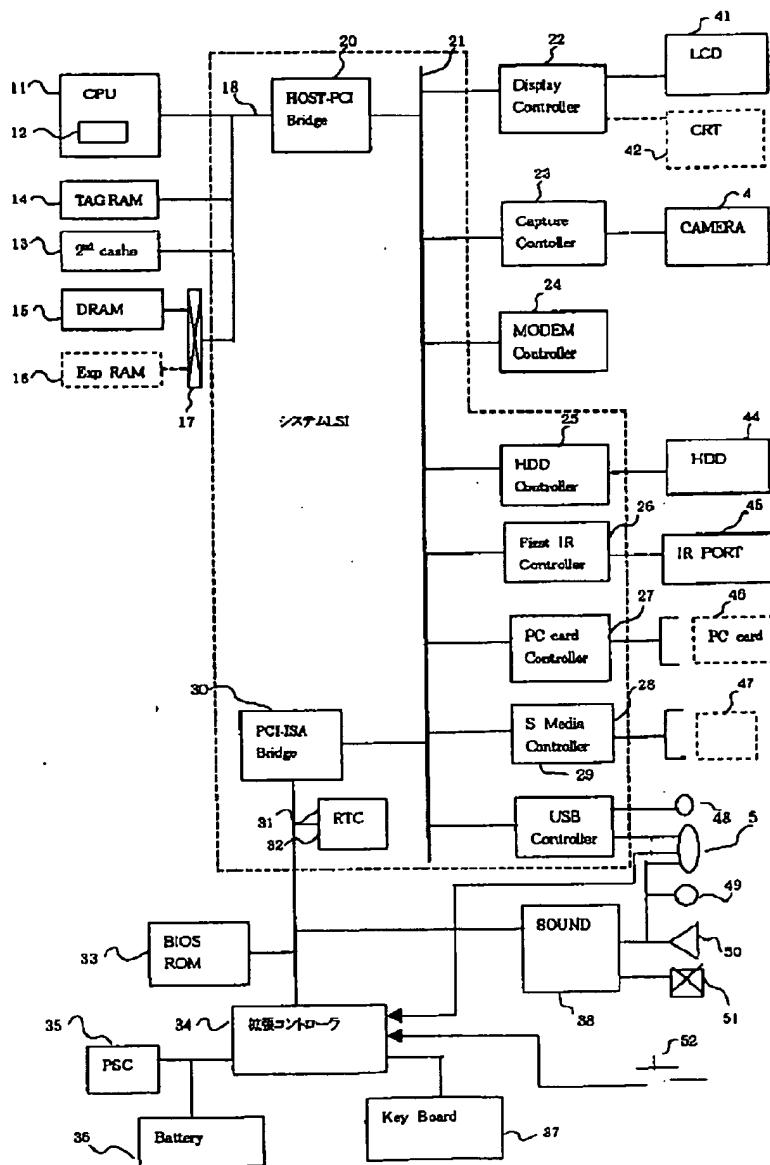 20
21
22
41
11
CPU
18
HOST-PCI
Bridge
Display
Controller
LCD
12
CRT
42
14
TAG RAM
23
4
13
2nd cashe
Capture
Contoller
CAMERA
15
DRAM
24
MODEM
Controller
16
Exp RAM
17
システムLSI
25
44
HDD
Controller
HDD
26
45
First IR
Controller
IR PORT
27
46
PC card
Controller
PC card
30
28
47
PCI-ISA
Bridge
S Media
Controller
29
31
RTC
32
USB
Controller
48
5
49
33
BIOS
ROM
SOUND
50
51
38
35
34
拡張コントローラ
PSC
52
36
Battery
Key Board
37